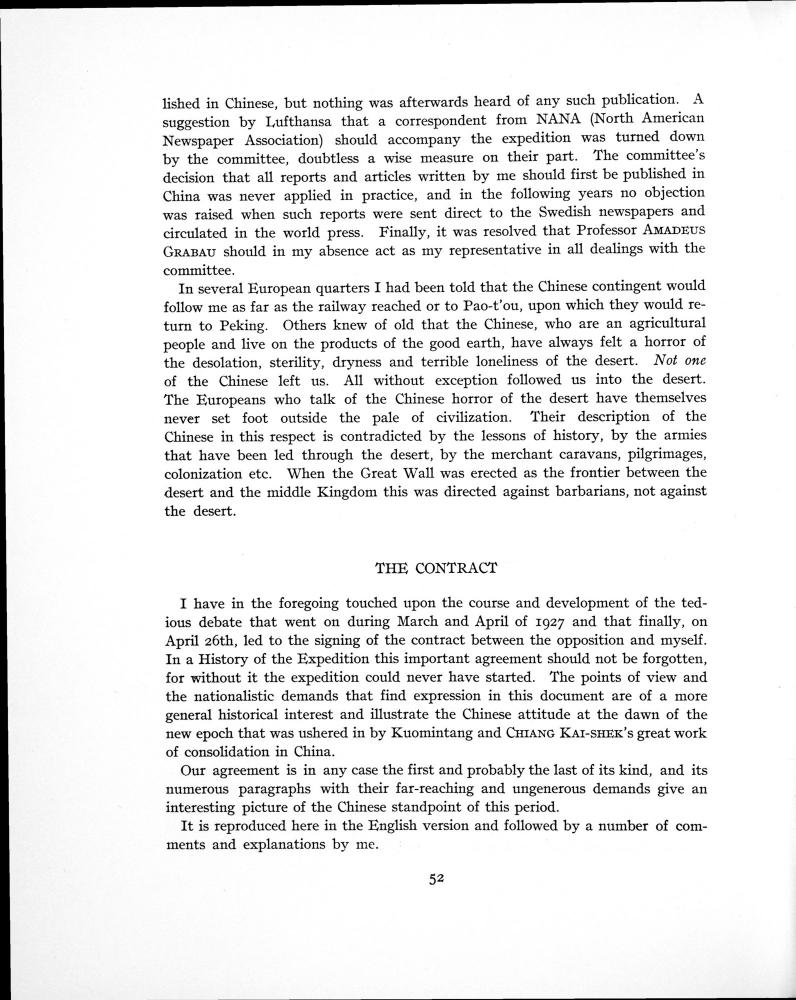 lished in Chinese, but nothing was afterwards heard of any such publication. A
suggestion by Lufthansa that a correspondent from NANA (North American
Newspaper Association) should accompany the expedition was turned down
by the committee, doubtless a wise measure on their part. The committee's
decision that all reports and articles written by me should first be published in
China was never applied in practice, and in the following years no objection
was raised when such reports were sent direct to the Swedish newspapers and
circulated in the world press. Finally, it was resolved that Professor AMADEUS
GRABAU should in my absence act as my representative in all dealings with the
committee.
In several European quarters I had been told that the Chinese contingent would
follow me as far as the railway reached or to Pao-t'ou, upon which they would re-
turn to Peking. Others knew of old that the Chinese, who are an agricultural
people and live on the products of the good earth, have always felt a horror of
the desolation, sterility, dryness and terrible loneliness of the desert. Not one
of the Chinese left us. All without exception followed us into the desert.
The Europeans who talk of the Chinese horror of the desert have themselves
never set foot outside the pale of civilization. Their description of the
Chinese in this respect is contradicted by the lessons of history, by the armies
that have been led through the desert, by the merchant caravans, pilgrimages,
colonization etc. When the Great Wall was erected as the frontier between the
desert and the middle Kingdom this was directed against barbarians, not against
the desert.
THE CONTRACT
I have in the foregoing touched upon the course and development of the ted-
ious debate that went on during March and April of 1927 and that finally, on
April 26th, led to the signing of the contract between the opposition and myself.
In a History of the Expedition this important agreement should not be forgotten,
for without it the expedition could never have started. The points of view and
the nationalistic demands that find expression in this document are of a more
general historical interest and illustrate the Chinese attitude at the dawn of the
new epoch that was ushered in by Kuomintang and CHIANG KAI-SHEK's great work
of consolidation in China.
Our agreement is in any case the first and probably the last of its kind, and its
numerous paragraphs with their far-reaching and ungenerous demands give an
interesting picture of the Chinese standpoint of this period.
It is reproduced here in the English version and followed by a number of com-
ments and explanations by me.
52